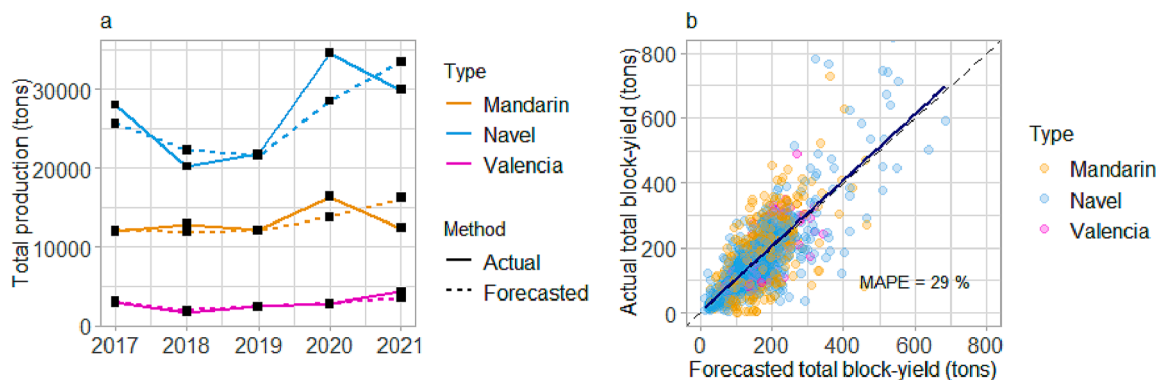 a
Total production (tons)
30000
20000
10000
0
2017 2018 2019 2020 2021
Type
Mandarin
Navel
Valencia
Method
Actual
Forecasted
b
Actual total block-yield (tons)
800
600
400
200
0
MAPE = 29 %
0 200 400 600 800
Forecasted total block-yield (tons)
Type
Mandarin
Navel
Valencia